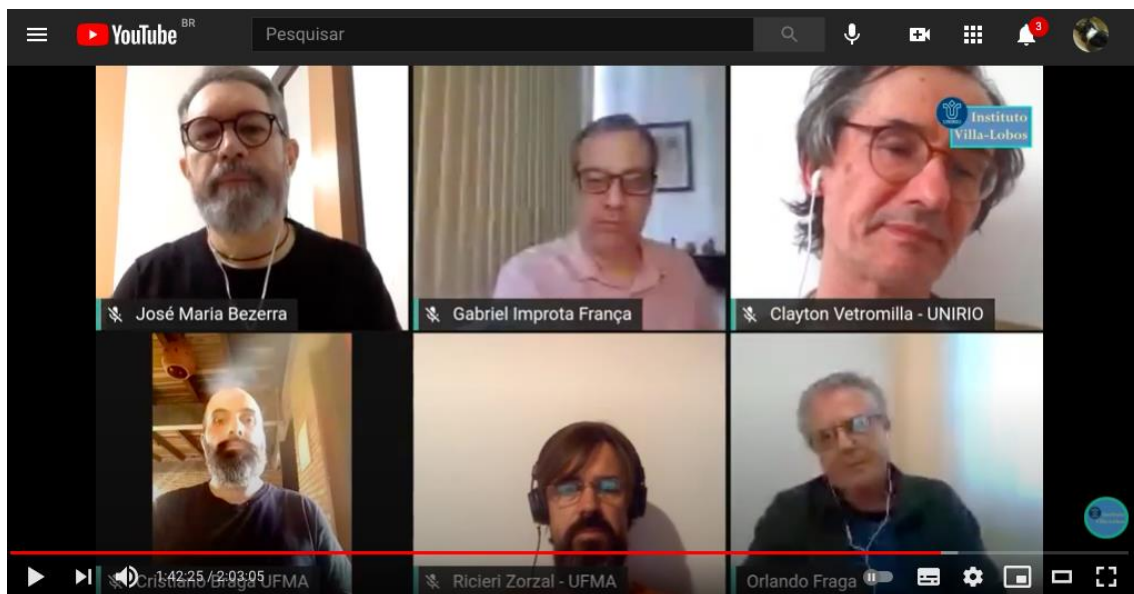 YouTube BR
Pesquisar
3
Instituto
Villa-Lobos
José Maria Bezerra
Gabriel Improta França
Clayton Vetromilla - UNIRIO
1:42:25 / 2:03:05
Cristiano Braga UFMA
Ricieri Zorzal - UFMA
Orlando Fraga